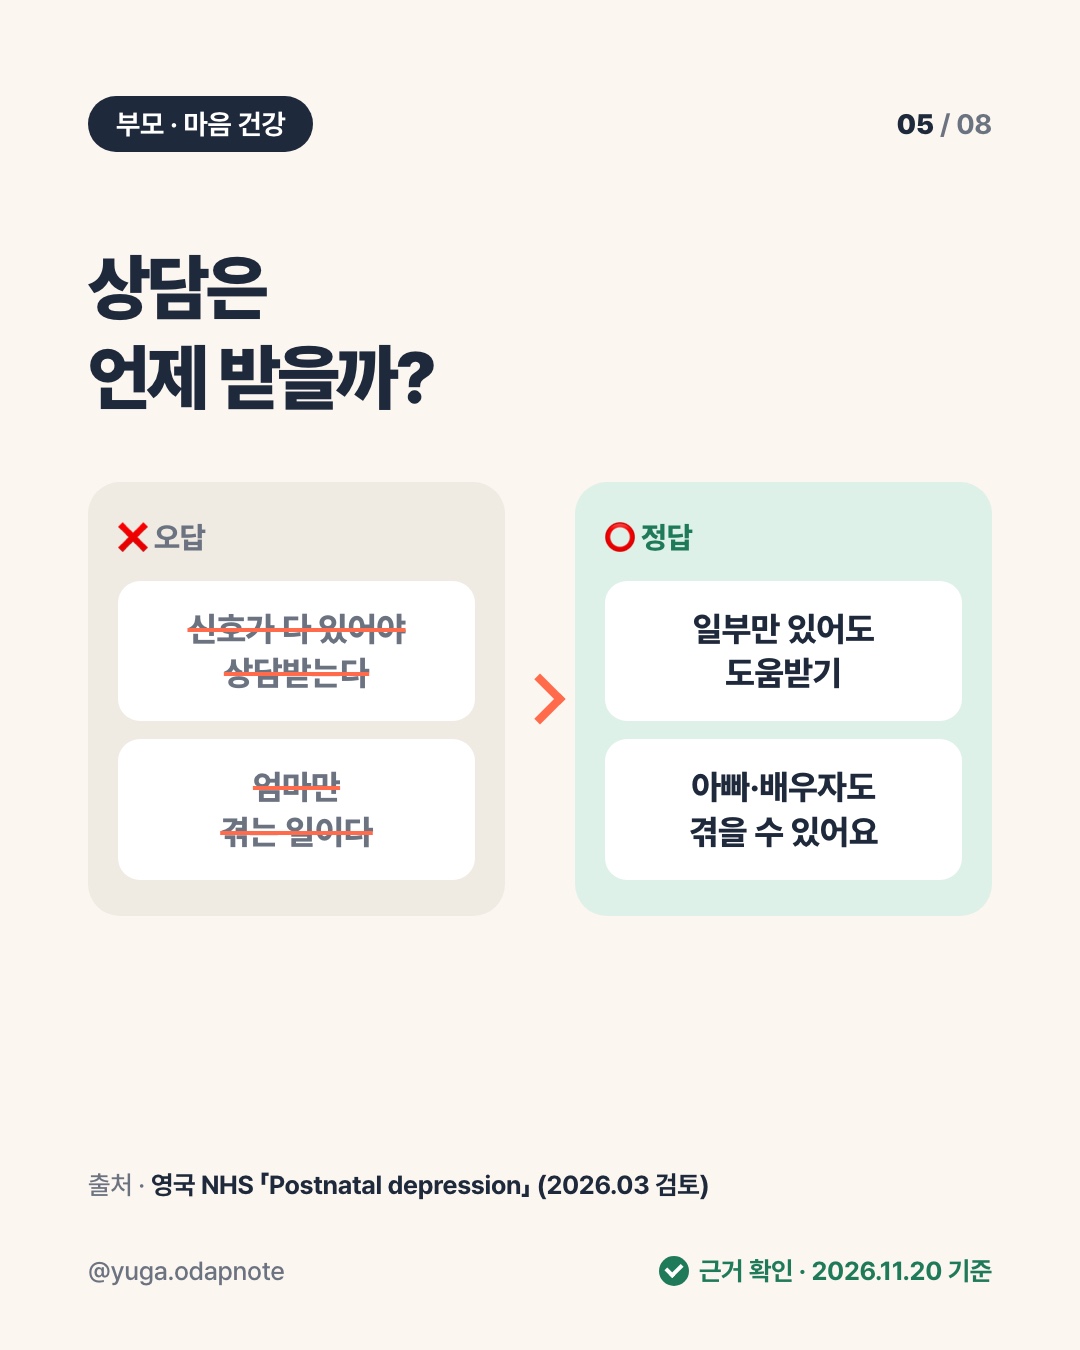 부모 · 마음 건강
05 / 08
상담은
언제 받을까?
❌ 오답
신호가 다 있어야
상담받는다
엄마만
겪는 일이다
⭕ 정답
일부만 있어도
도움받기
아빠·배우자도
겪을 수 있어요
출처 · 영국 NHS 「Postnatal depression」 (2026.03 검토)
@yuga.odapnote
근거 확인 · 2026.11.20 기준